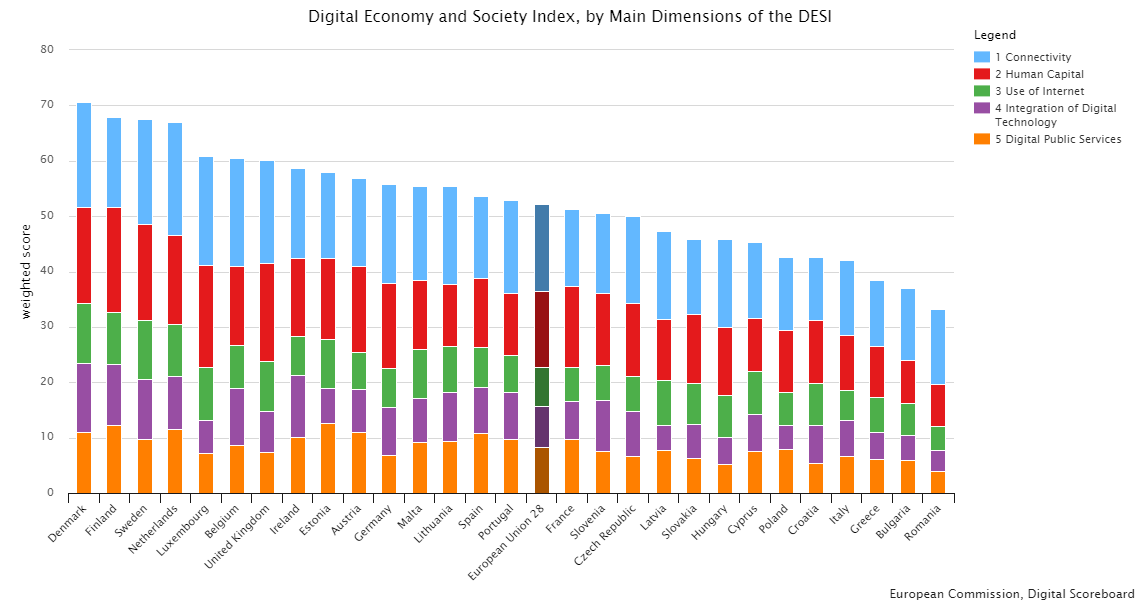 Digital Economy and Society Index, by Main Dimensions of the DESI
Legend
1 Connectivity
2 Human Capital
3 Use of Internet
4 Integration of Digital
Technology
5 Digital Public Services
weighted score
80
70
60
50
40
30
20
10
0
Denmark
Finland
Sweden
Netherlands
Luxembourg
Belgium
United Kingdom
Ireland
Estonia
Austria
Germany
Malta
Lithuania
Spain
Portugal
European Union 28
France
Slovenia
Czech Republic
Latvia
Slovakia
Hungary
Cyprus
Poland
Croatia
Italy
Greece
Bulgaria
Romania
European Commission, Digital Scoreboard